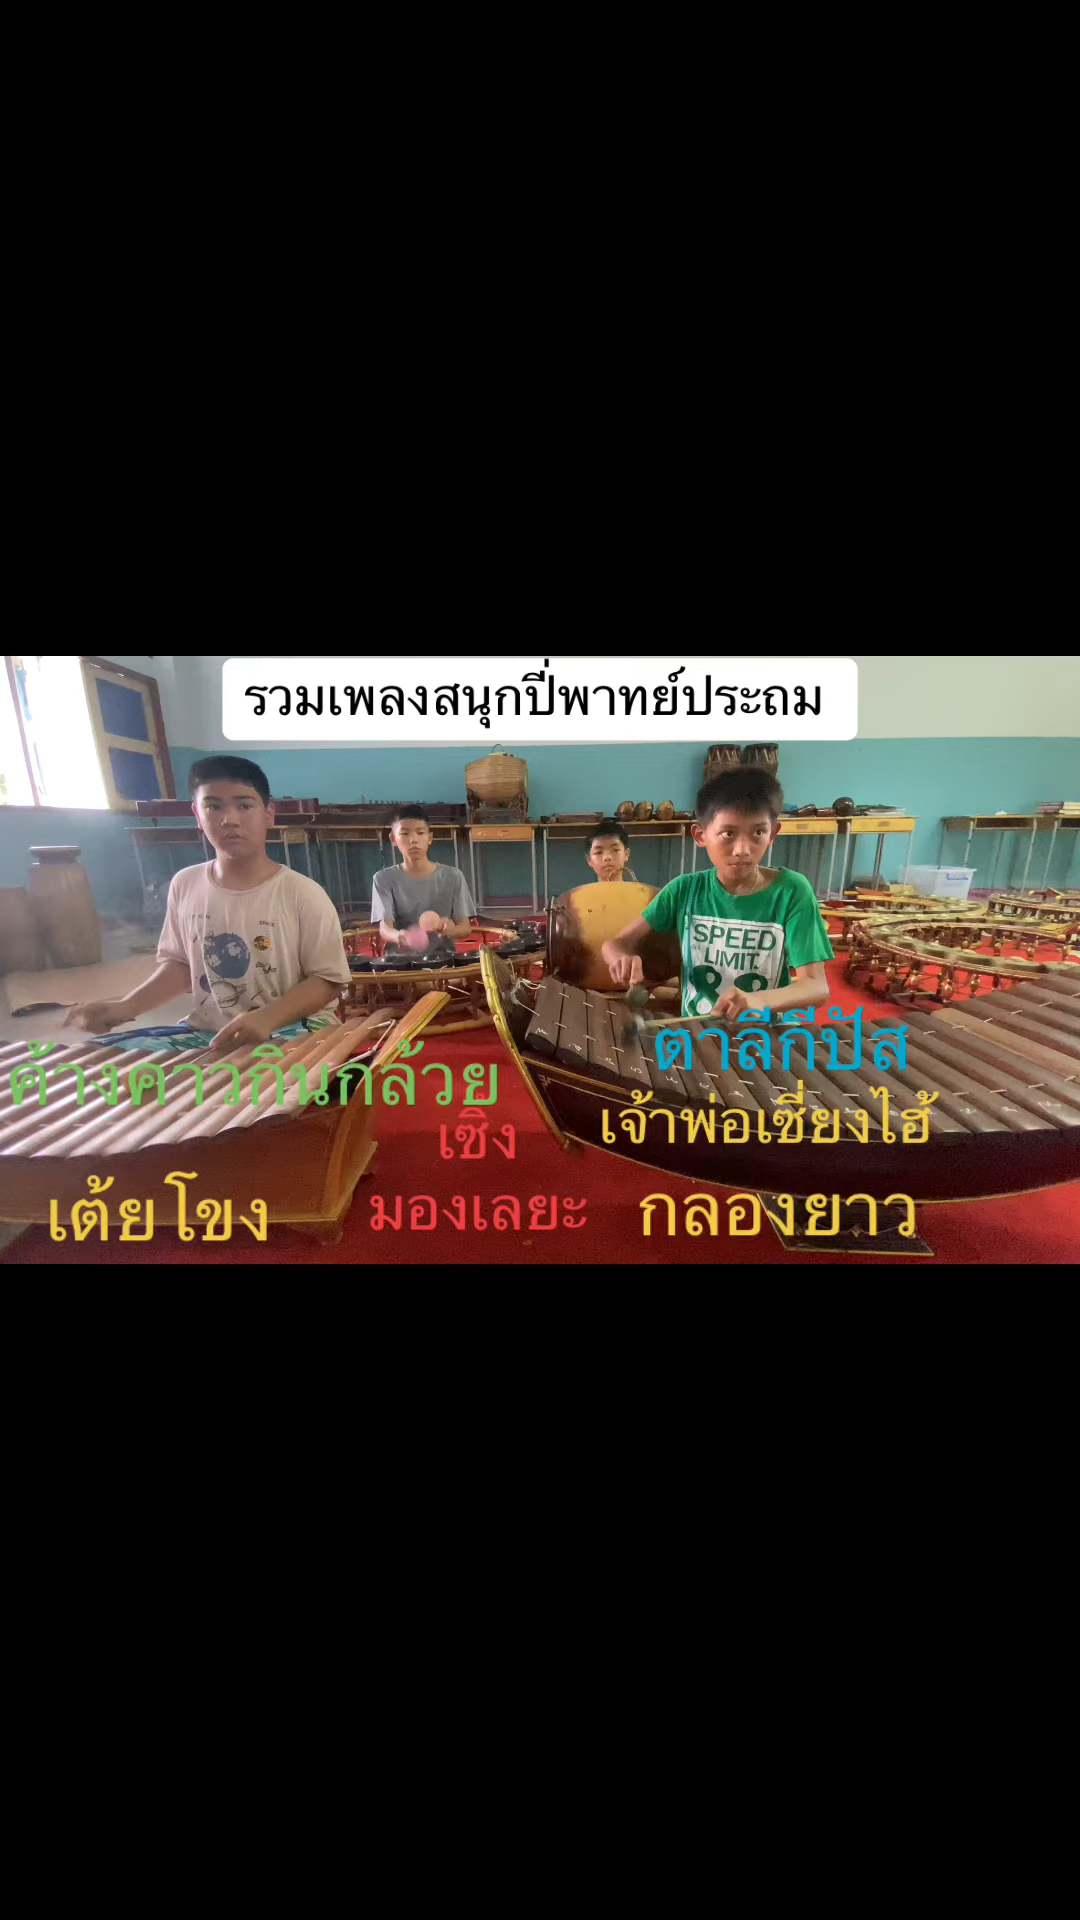 รวมเพลงสนุกปี่พาทย์ประถม
SPEED
LIMIT
88
ตาลีกีปัส
ค้างคาวกินกล้วย
เจ้าพ่อเซี่ยงไฮ้
เซิ้ง
เต้ยโขง
มองเลยะ
กลองยาว